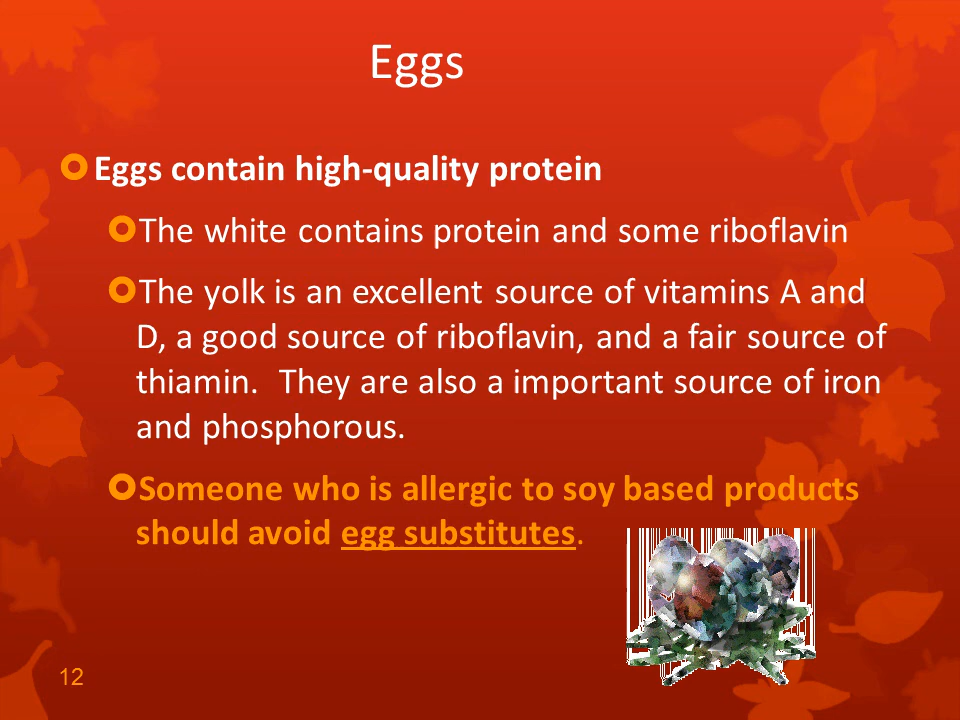 Eggs
Eggs contain high-quality protein
The white contains protein and some riboflavin
The yolk is an excellent source of vitamins A and
D, a good source of riboflavin, and a fair source of
thiamin.  They are also a important source of iron
and phosphorous.
Someone who is allergic to soy based products
should avoid egg substitutes.
12